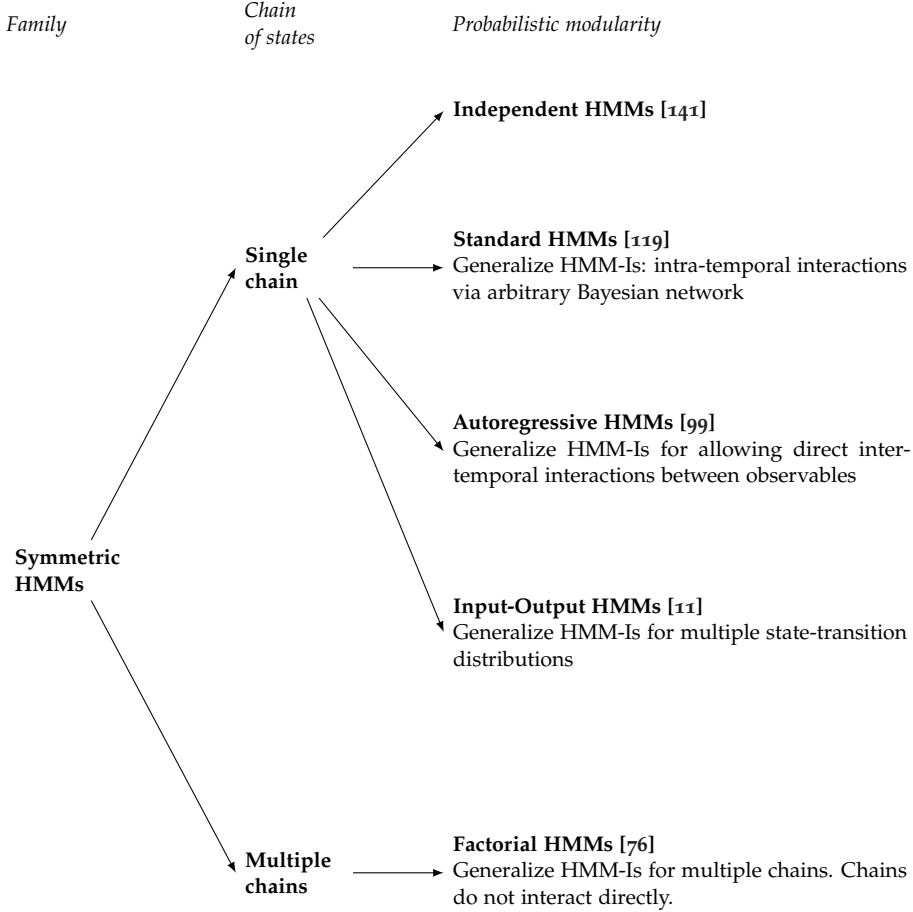 Family
Chain
of states
Probabilistic modularity
Independent HMMs [141]
Single
chain
Standard HMMs [119]
Generalize HMM-Is: intra-temporal interactions
via arbitrary Bayesian network
Autoregressive HMMs [99]
Generalize HMM-Is for allowing direct inter-
temporal interactions between observables
Symmetric
HMMs
Input-Output HMMs [11]
Generalize HMM-Is for multiple state-transition
distributions
Multiple
chains
Factorial HMMs [76]
Generalize HMM-Is for multiple chains. Chains
do not interact directly.